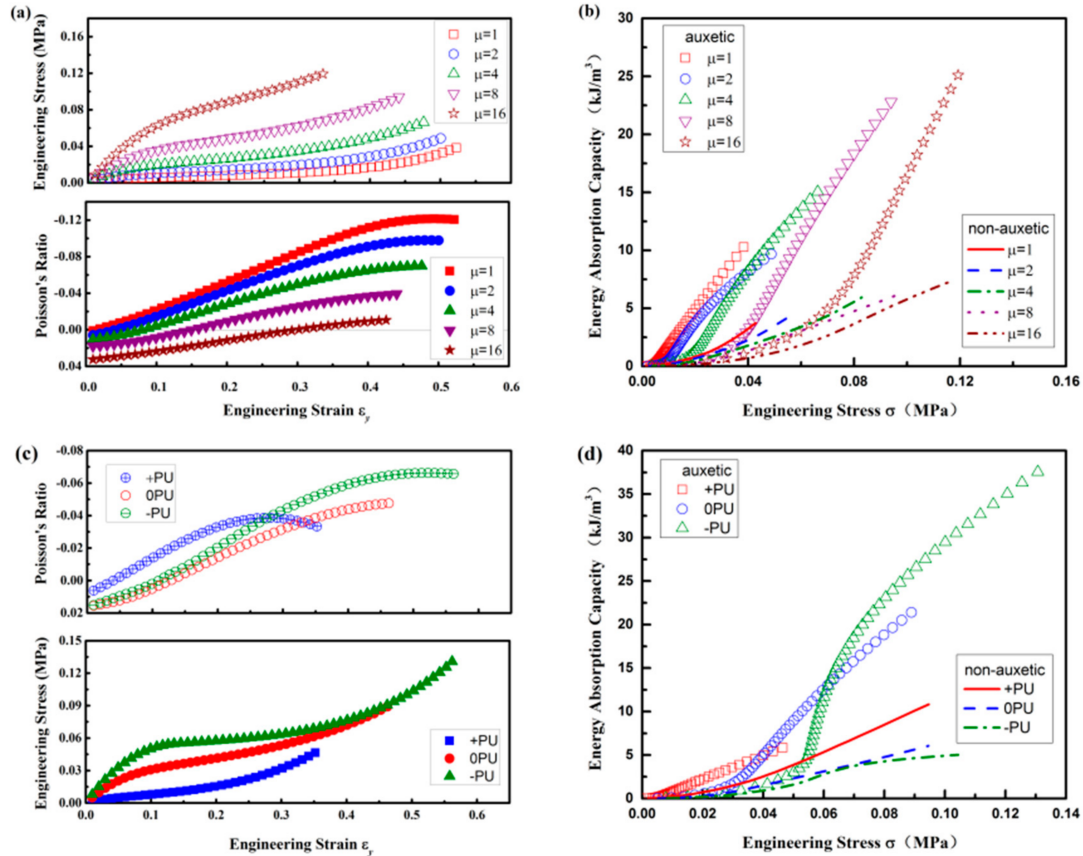 (a)
Engineering Stress (MPa)
0.16
0.12
0.08
0.04
0.00
μ=1
μ=2
μ=4
μ=8
μ=16
Poisson's Ratio
-0.12
-0.08
-0.04
0.00
0.04
μ=1
μ=2
μ=4
μ=8
μ=16
0.0 0.1 0.2 0.3 0.4 0.5 0.6
Engineering Strain εy
(b)
Energy Absorption Capacity (kJ/m³)
30
25
20
15
10
5
0
auxetic
μ=1
μ=2
μ=4
μ=8
μ=16
non-auxetic
μ=1
μ=2
μ=4
μ=8
μ=16
0.00 0.04 0.08 0.12 0.16
Engineering Stress σ（MPa）
(c)
Poisson's Ratio
-0.08
-0.06
-0.04
-0.02
0.00
0.02
+PU
0PU
-PU
Engineering Stress (MPa)
0.15
0.12
0.09
0.06
0.03
0.00
+PU
0PU
-PU
0.0 0.1 0.2 0.3 0.4 0.5 0.6
Engineering Strain εy
(d)
Energy Absorption Capacity（kJ/m³）
40
35
30
25
20
15
10
5
0
auxetic
+PU
0PU
-PU
non-auxetic
+PU
0PU
-PU
0.00 0.02 0.04 0.06 0.08 0.10 0.12 0.14
Engineering Stress σ（MPa）